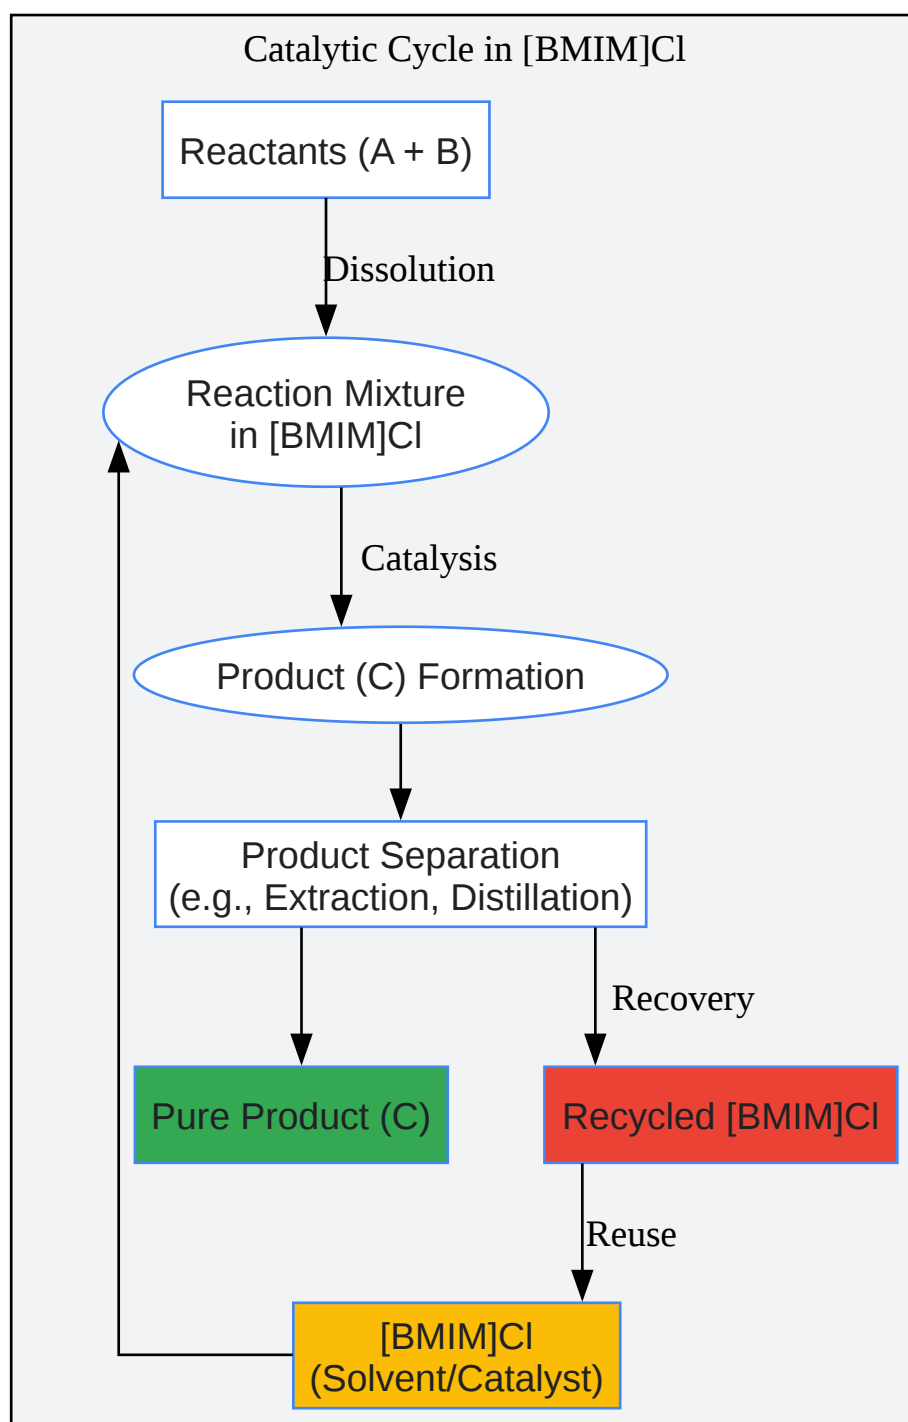 Catalytic Cycle in [BMIM]Cl
Reactants (A + B)
Dissolution
Reaction Mixture
in [BMIM]Cl
Catalysis
Product (C) Formation
Product Separation
(e.g., Extraction, Distillation)
Recovery
Pure Product (C)
Recycled [BMIM]Cl
Reuse
[BMIM]Cl
(Solvent/Catalyst)